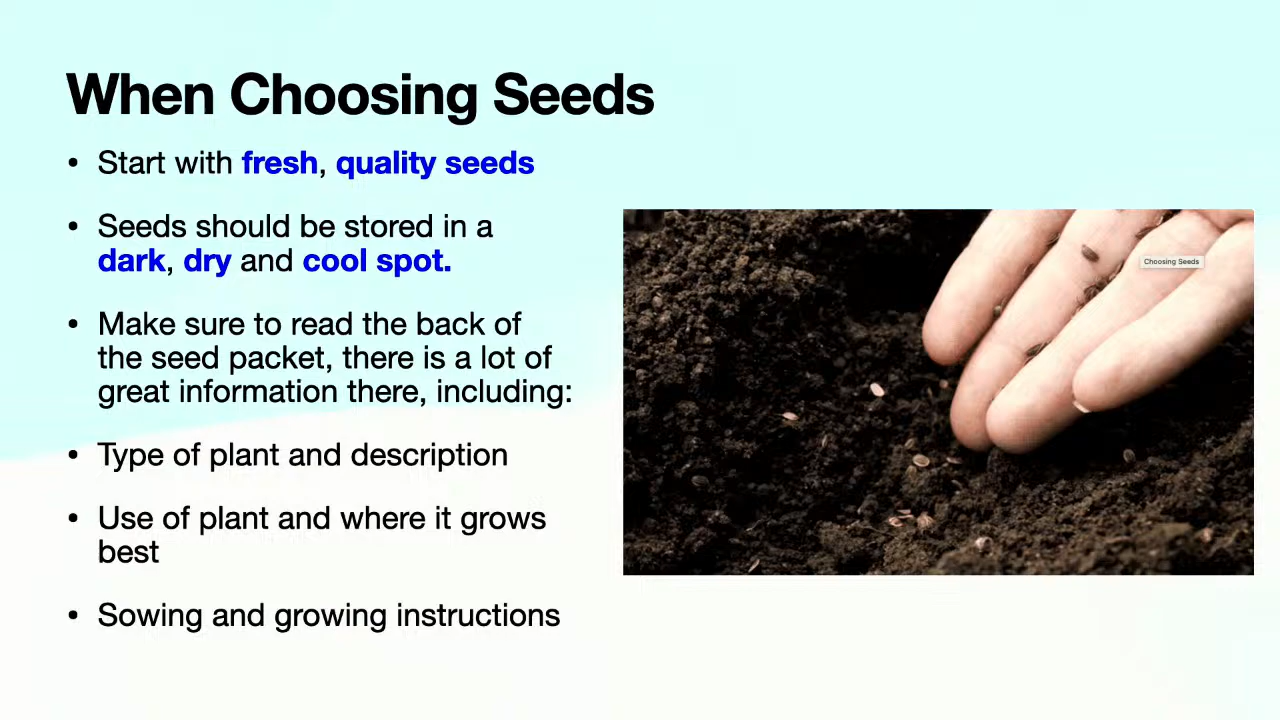 When Choosing Seeds
• Start with fresh, quality seeds
• Seeds should be stored in a
dark, dry and cool spot.
• Make sure to read the back of
the seed packet, there is a lot of
great information there, including:
• Type of plant and description
• Use of plant and where it grows
best
• Sowing and growing instructions
Choosing Seeds